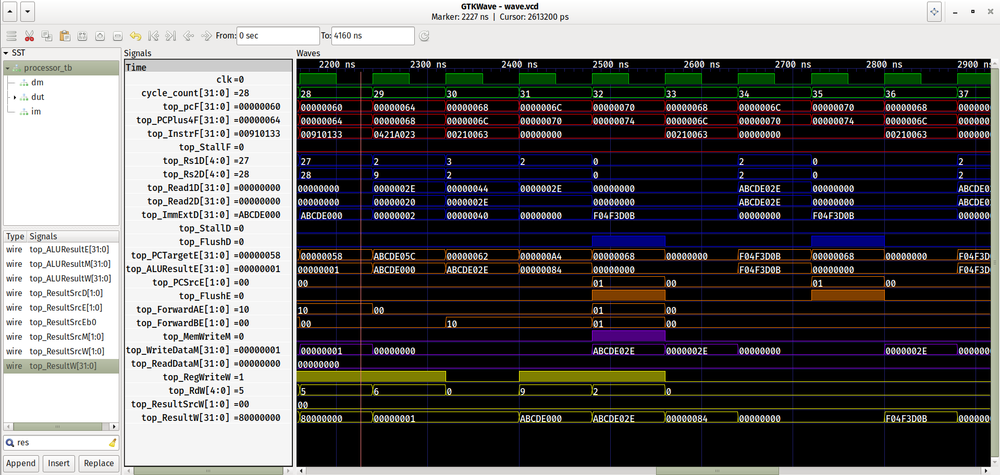 GTKWave - wave.vcd
Marker: 2227 ns | Cursor: 2613200 ps
From: 0 sec To: 4160 ns
SST
processor_tb
dm
dut
im
Type Signals
wire top_ALUResultE[31:0]
wire top_ALUResultM[31:0]
wire top_ALUResultW[31:0]
wire top_ResultSrcD[1:0]
wire top_ResultSrcE[1:0]
wire top_ResultSrcEb0
wire top_ResultSrcM[1:0]
wire top_ResultSrcW[1:0]
wire top_ResultW[31:0]
res
Append Insert Replace
Signals
Time
clk =0
cycle_count[31:0] =28
top_pcF[31:0] =00000060
top_PCPlus4F[31:0] =00000064
top_InstrF[31:0] =00910133
top_StallF =0
top_Rs1D[4:0] =27
top_Rs2D[4:0] =28
top_Read1D[31:0] =00000000
top_Read2D[31:0] =00000000
top_ImmExtD[31:0] =ABCDE000
top_StallD =0
top_FlushD =0
top_PCTargetE[31:0] =00000058
top_ALUResultE[31:0] =00000001
top_PCSrcE[1:0] =00
top_FlushE =0
top_ForwardAE[1:0] =10
top_ForwardBE[1:0] =00
top_MemWriteM =0
top_WriteDataM[31:0] =00000001
top_ReadDataM[31:0] =00000000
top_RegWriteW =1
top_RdW[4:0] =5
top_ResultSrcW[1:0] =00
top_ResultW[31:0] =80000000
Waves
2200 ns 2300 ns 2400 ns 2500 ns 2600 ns 2700 ns 2800 ns 2900 ns
28 29 30 31 32 33 34 35 36 37
00000060 00000064 00000068 0000006C 00000070 00000068 0000006C 00000070 00000068 000000
00000064 00000068 0000006C 00000070 00000074 0000006C 00000070 00000074 0000006C 000000
00910133 0421A023 00210063 00000000 00210063 00000000 00210063 000000
27 2 3 2 0 2 0 2
28 9 2 0 2 0 2
00000000 0000002E 00000044 0000002E 00000000 ABCDE02E 00000000 ABCDE0
00000000 00000020 0000002E 00000000 ABCDE02E 00000000 ABCDE0
ABCDE000 00000002 00000040 00000000 F04F3D0B 00000000 F04F3D0B 000000
00000058 ABCDE05C 00000062 000000A4 00000068 00000000 F04F3D0B 00000068 00000000 F04F3D
00000001 ABCDE000 ABCDE02E 00000084 00000000 F04F3D0B 00000000 F04F3D
00 01 00 01 00
10 00 01 00
00 10 01 00
00000001 00000000 ABCDE02E 0000002E 00000000 0000002E 000000
00000000
5 6 0 9 2 0
00
80000000 00000001 ABCDE000 ABCDE02E 00000084 00000000 F04F3D0B 000000